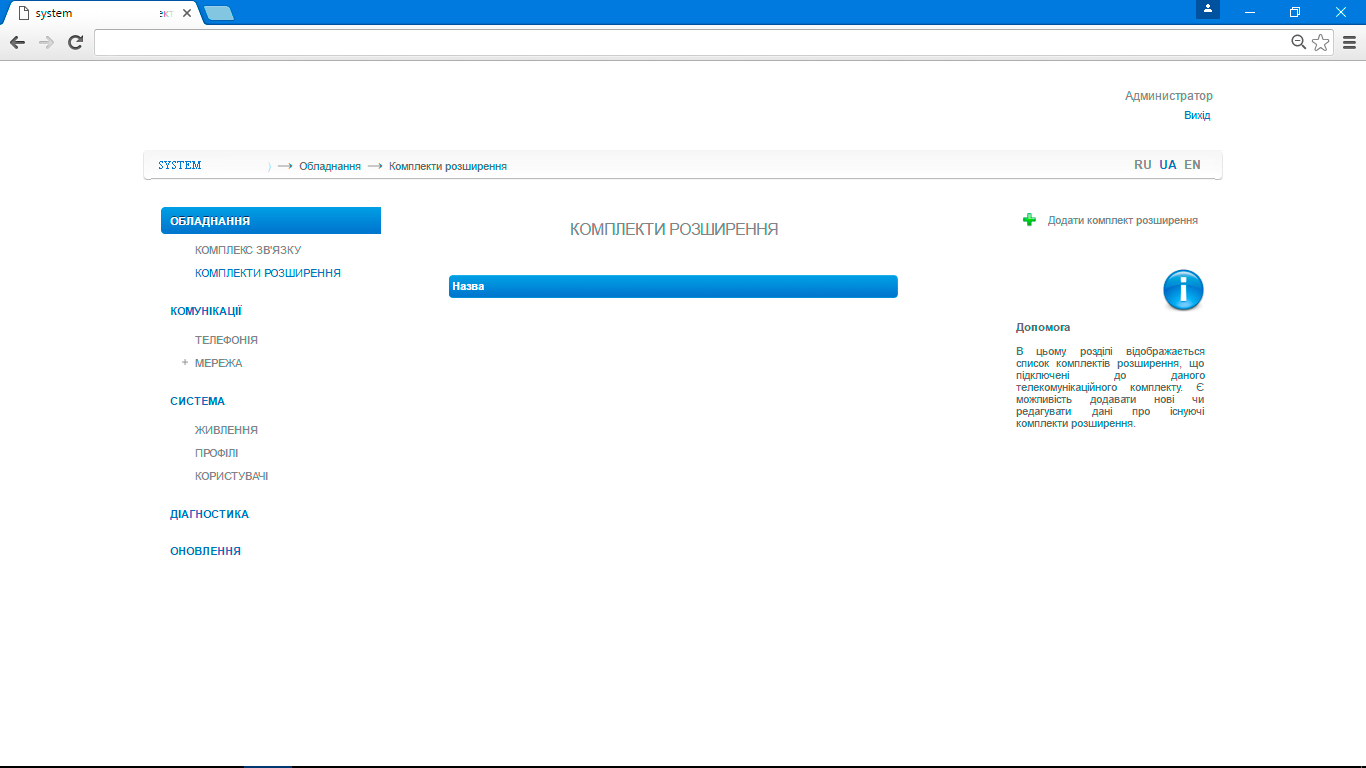 system
Администратор
Вихід
SYSTEM → Обладнання → Комплекти розширення
RU UA EN
ОБЛАДНАННЯ
КОМПЛЕКС ЗВ'ЯЗКУ
КОМПЛЕКТИ РОЗШИРЕННЯ
КОМУНІКАЦІЇ
ТЕЛЕФОНІЯ
+ МЕРЕЖА
СИСТЕМА
ЖИВЛЕННЯ
ПРОФІЛІ
КОРИСТУВАЧІ
ДІАГНОСТИКА
ОНОВЛЕННЯ
КОМПЛЕКТИ РОЗШИРЕННЯ
Назва
Додати комплект розширення
Допомога
В цьому розділі відображається
список комплектів розширення, що
підключені до даного
телекомунікаційного комплекту. Є
можливість додавати нові чи
редагувати дані про існуючі
комплекти розширення.